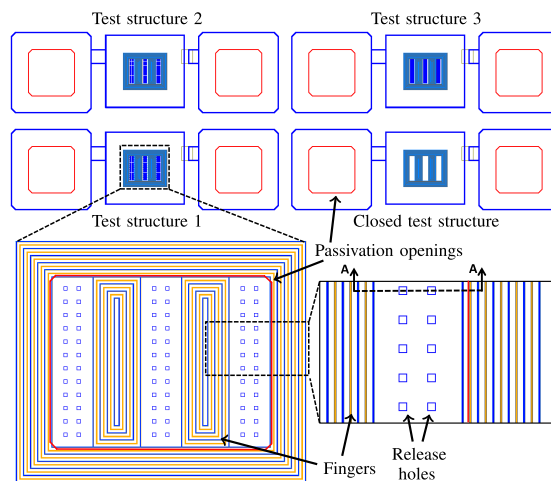 Test structure 2
Test structure 3
Test structure 1
Closed test structure
Passivation openings
A
A
Fingers
Release
holes